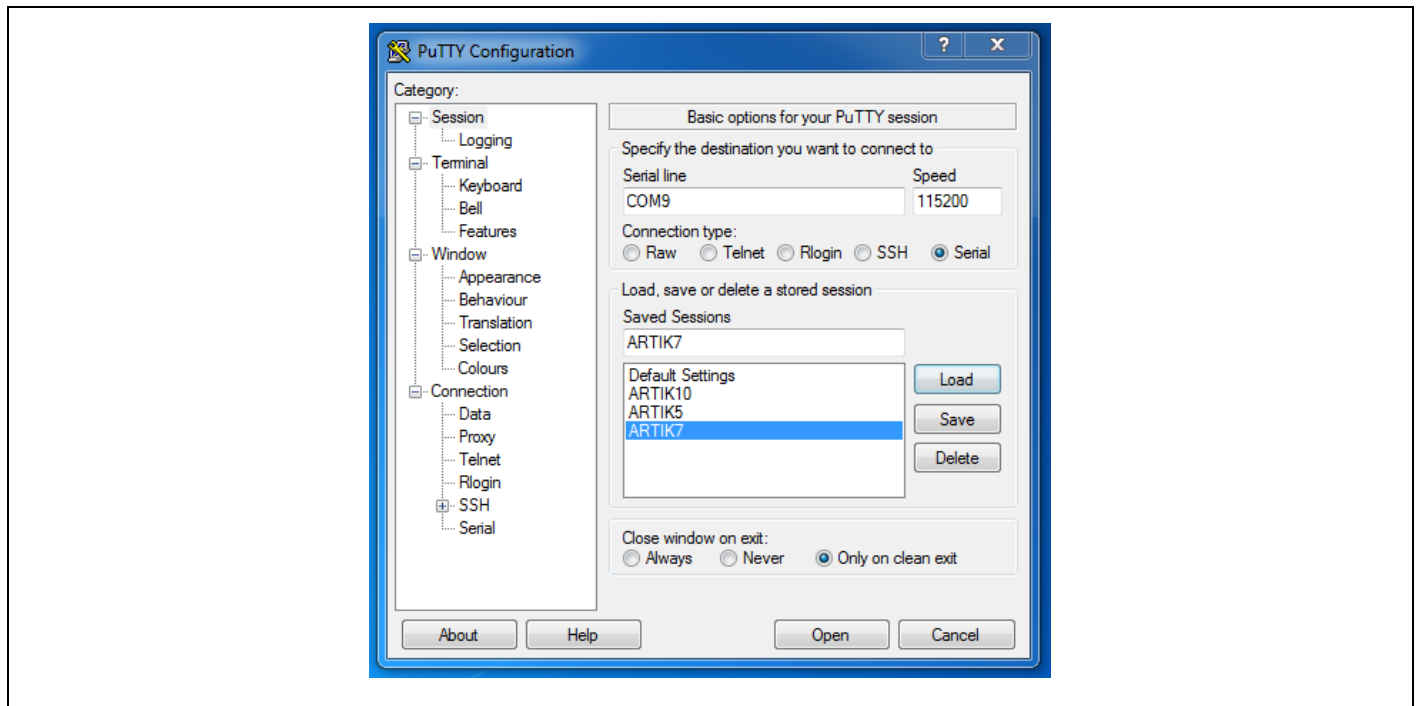 PuTTY Configuration
?
X
Category:
Session
Logging
Terminal
Keyboard
Bell
Features
Window
Appearance
Behaviour
Translation
Selection
Colours
Connection
Data
Proxy
Telnet
Rlogin
SSH
Serial
Basic options for your PuTTY session
Specify the destination you want to connect to
Serial line Speed
COM9 115200
Connection type:
Raw Telnet Rlogin SSH Serial
Load, save or delete a stored session
Saved Sessions
ARTIK7
Default Settings
ARTIK10
ARTIK5
ARTIK7
Load
Save
Delete
Close window on exit:
Always Never Only on clean exit
About Help Open Cancel